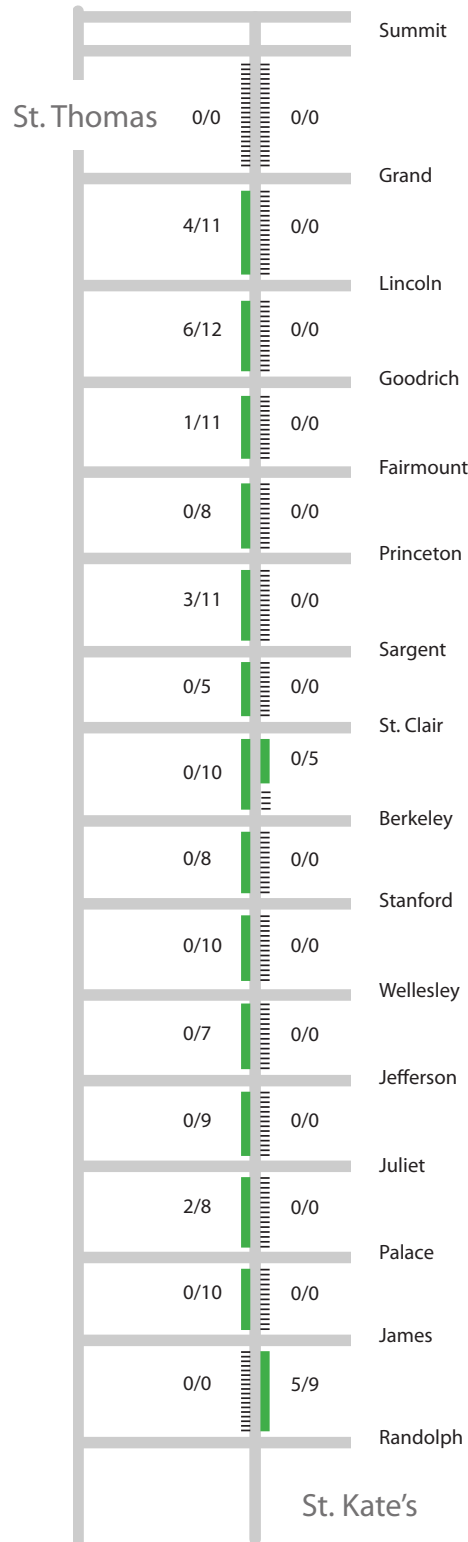 Summit
St. Thomas 0/0 0/0
Grand
4/11 0/0
Lincoln
6/12 0/0
Goodrich
1/11 0/0
Fairmount
0/8 0/0
Princeton
3/11 0/0
Sargent
0/5 0/0
St. Clair
0/10 0/5
Berkeley
0/8 0/0
Stanford
0/10 0/0
Wellesley
0/7 0/0
Jefferson
0/9 0/0
Juliet
2/8 0/0
Palace
0/10 0/0
James
0/0 5/9
Randolph
St. Kate's